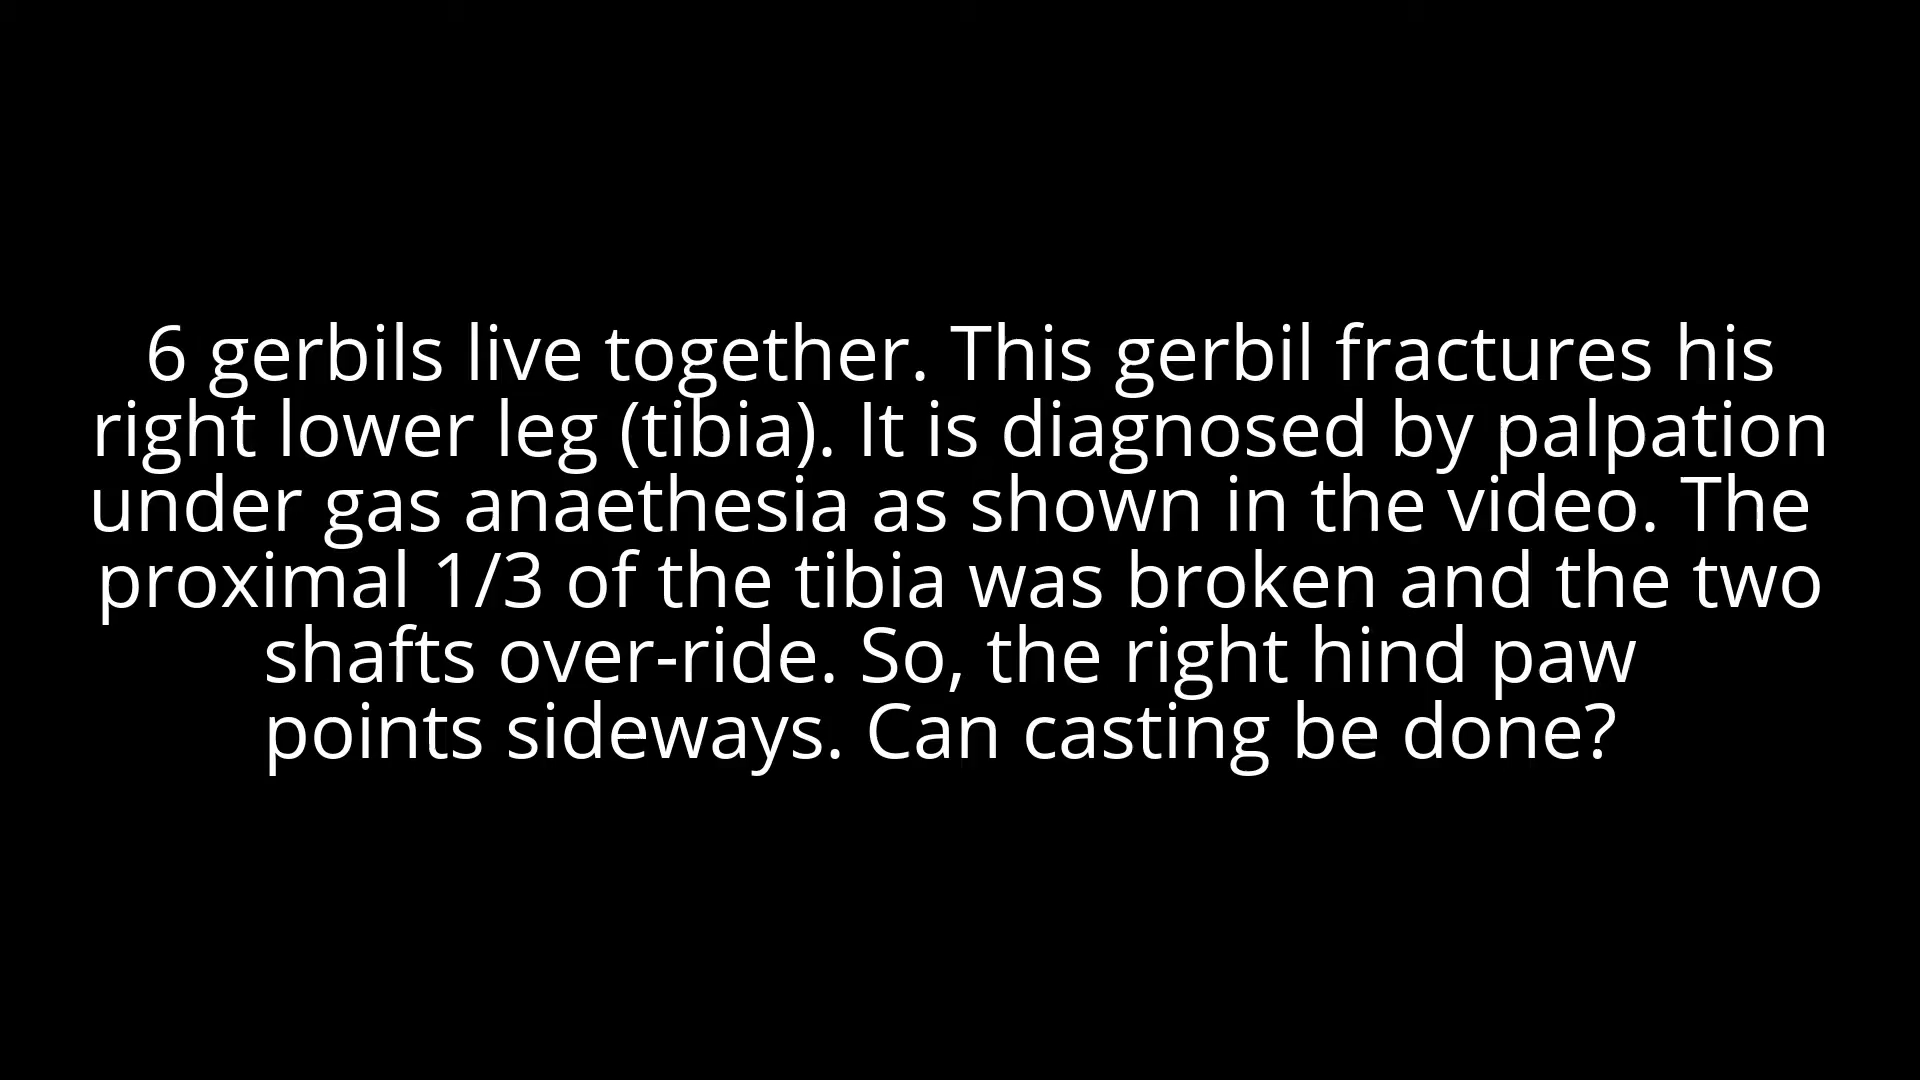 6 gerbils live together. This gerbil fractures his
right lower leg (tibia). It is diagnosed by palpation
under gas anaethesia as shown in the video. The
proximal 1/3 of the tibia was broken and the two
shafts over-ride. So, the right hind paw
points sideways. Can casting be done?